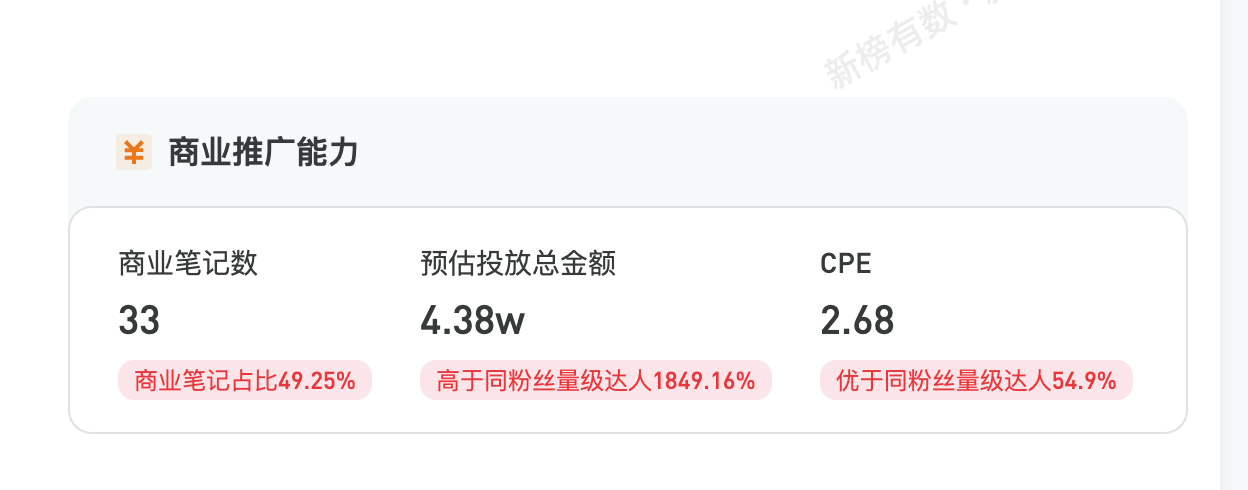 新榜有数·
¥ 商业推广能力
商业笔记数
33
商业笔记占比49.25%
预估投放总金额
4.38w
高于同粉丝量级达人1849.16%
CPE
2.68
优于同粉丝量级达人54.9%